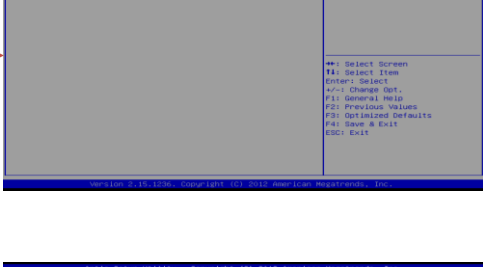 →←: Select Screen
↑↓: Select Item
Enter: Select
+/-: Change Opt.
F1: General Help
F2: Previous Values
F3: Optimized Defaults
F4: Save & Exit
ESC: Exit
Version 2.15.1236. Copyright (C) 2012 American Megatrends, Inc.